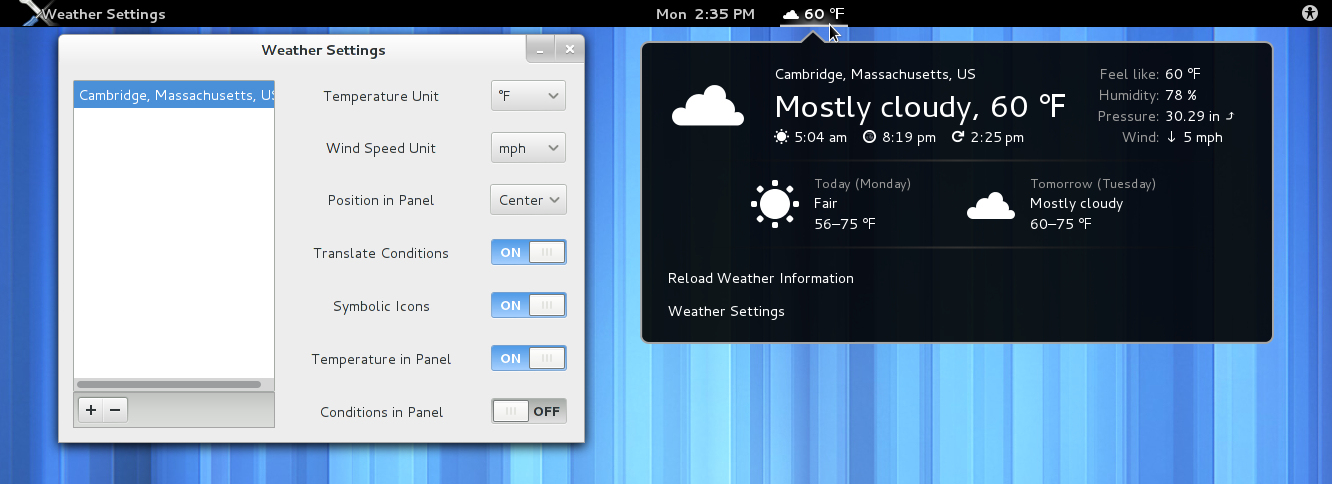 Weather Settings
Mon 2:35 PM
60 °F
Weather Settings
Cambridge, Massachusetts, US
Temperature Unit
°F
Wind Speed Unit
mph
Position in Panel
Center
Translate Conditions
ON
Symbolic Icons
ON
Temperature in Panel
ON
Conditions in Panel
OFF
Cambridge, Massachusetts, US
Mostly cloudy, 60 °F
5:04 am 8:19 pm 2:25 pm
Feel like: 60 °F
Humidity: 78 %
Pressure: 30.29 in
Wind: ↓ 5 mph
Today (Monday)
Fair
56–75 °F
Tomorrow (Tuesday)
Mostly cloudy
60–75 °F
Reload Weather Information
Weather Settings